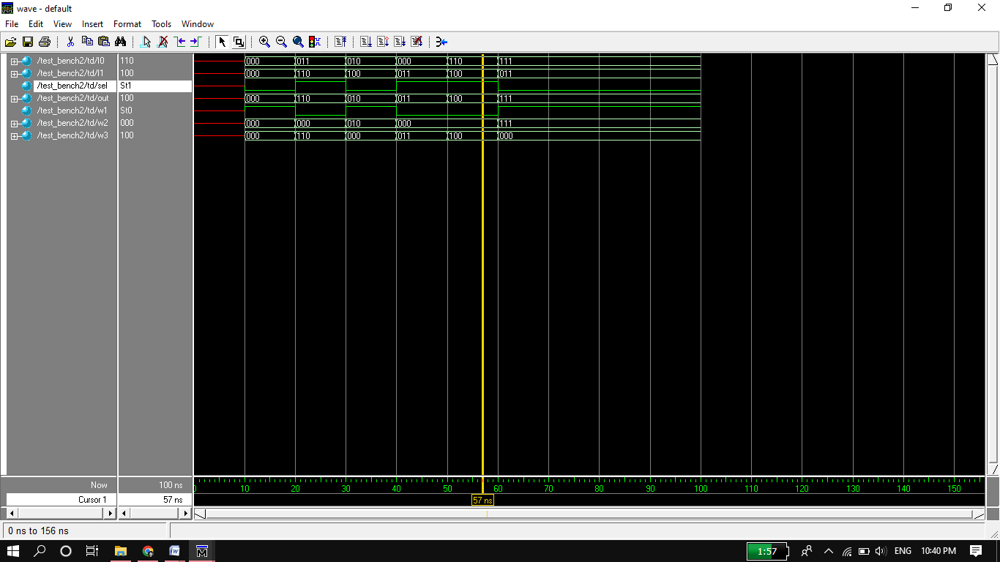 wave - default
File Edit View Insert Format Tools Window
/test_bench2/td/I0 110 000 011 010 000 110 111
/test_bench2/td/I1 100 000 110 100 011 100 011
/test_bench2/td/sel St1
/test_bench2/td/out 100 000 110 010 011 100 111
/test_bench2/td/w1 St0
/test_bench2/td/w2 000 000 000 010 000 111
/test_bench2/td/w3 100 000 110 000 011 100 000
Now 100 ns 10 20 30 40 50 60 70 80 90 100 110 120 130 140 150
Cursor 1 57 ns 57 ns
0 ns to 156 ns
1:57 ENG 10:40 PM